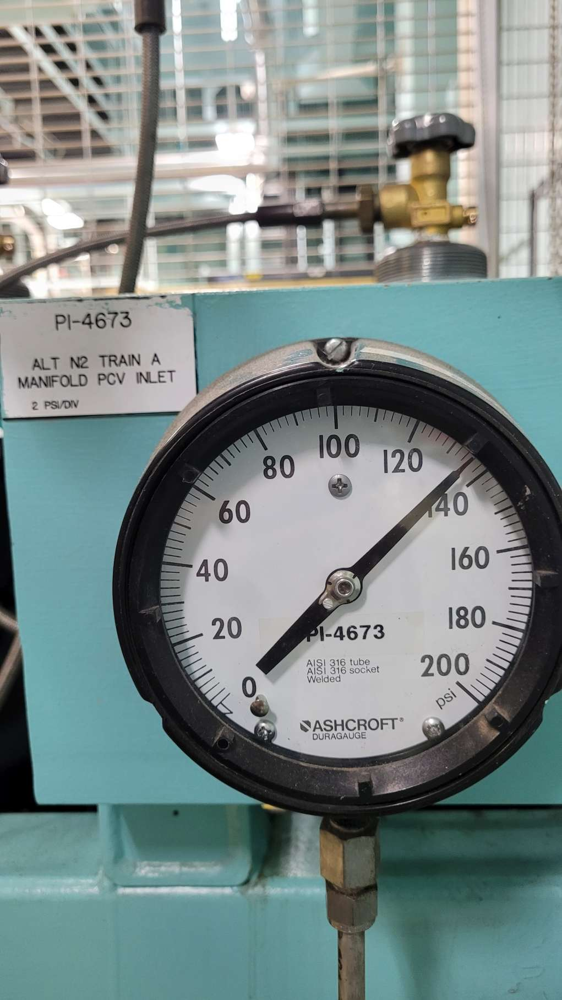 PI-4673
ALT N2 TRAIN A
MANIFOLD PCV INLET
2 PSI/DIV
100
80
120
60
140
160
40
20
180
PI-4673
200
AISI 316 tube
AISI 316 socket
Welded
0
psi
ASHCROFT®
DURAGAUGE